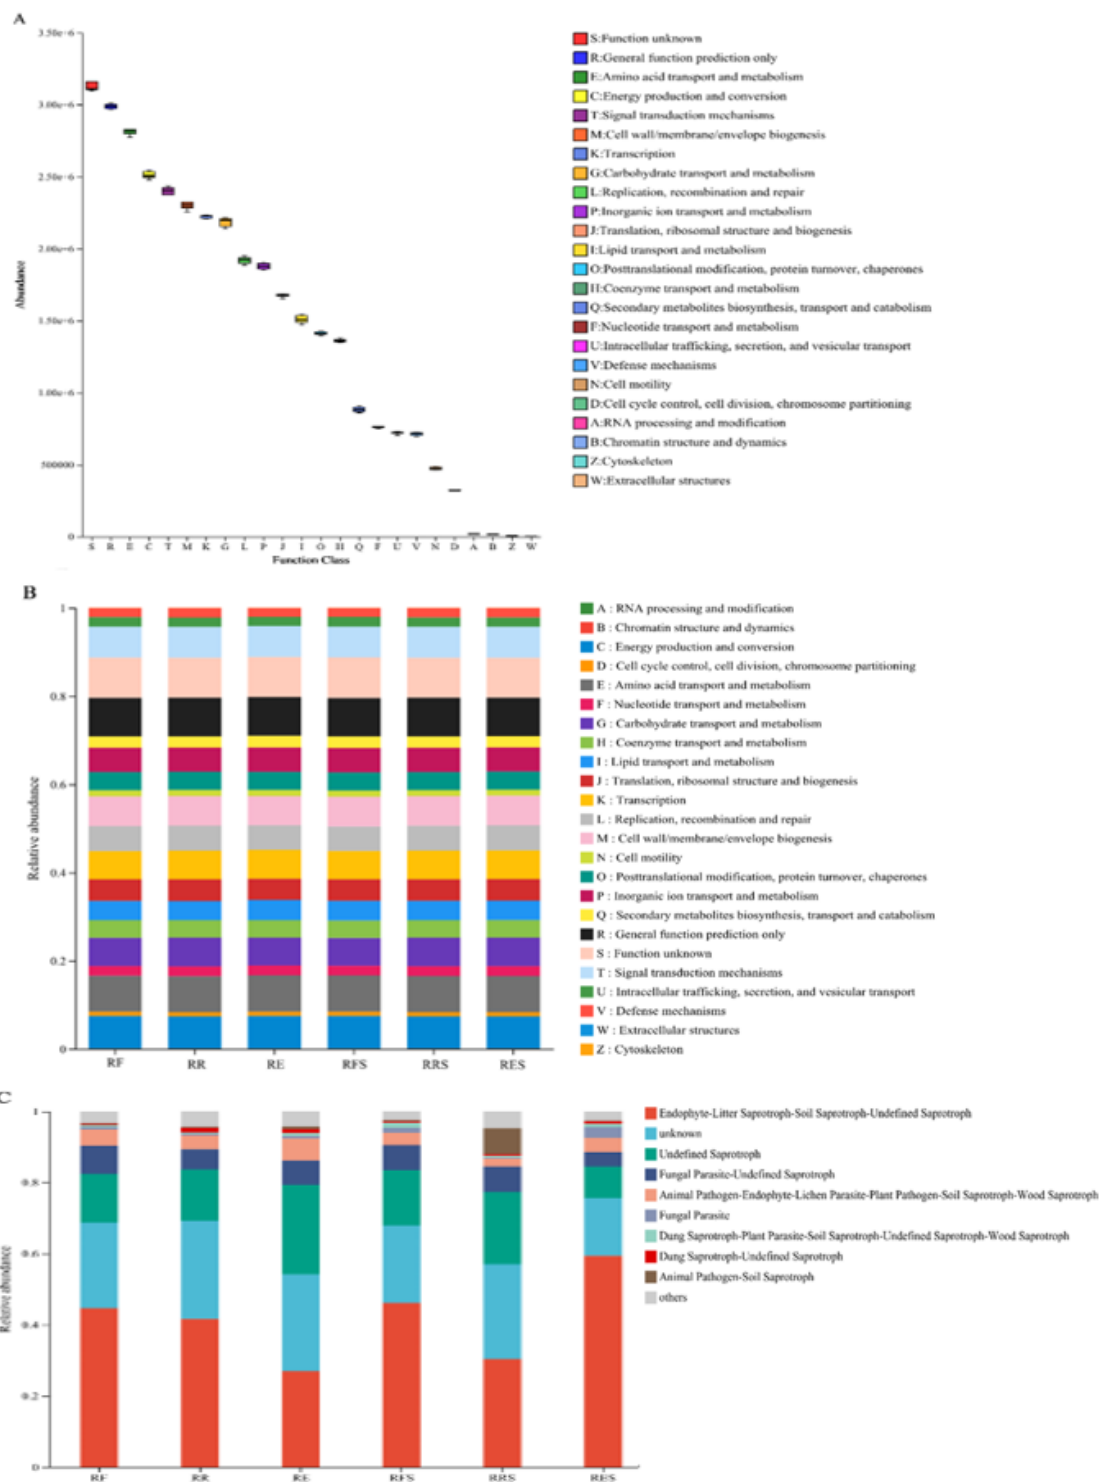 A
3.50e+6
3.00e+6
2.50e+6
2.00e+6
1.50e+6
1.00e+6
500000
0
Abundance
S R E C T M K G L P J I O H Q F U V N D A B Z W
Function Class
S:Function unknown
R:General function prediction only
E:Amino acid transport and metabolism
C:Energy production and conversion
T:Signal transduction mechanisms
M:Cell wall/membrane/envelope biogenesis
K:Transcription
G:Carbohydrate transport and metabolism
L:Replication, recombination and repair
P:Inorganic ion transport and metabolism
J:Translation, ribosomal structure and biogenesis
I:Lipid transport and metabolism
O:Posttranslational modification, protein turnover, chaperones
H:Coenzyme transport and metabolism
Q:Secondary metabolites biosynthesis, transport and catabolism
F:Nucleotide transport and metabolism
U:Intracellular trafficking, secretion, and vesicular transport
V:Defense mechanisms
N:Cell motility
D:Cell cycle control, cell division, chromosome partitioning
A:RNA processing and modification
B:Chromatin structure and dynamics
Z:Cytoskeleton
W:Extracellular structures
B
1
0.8
0.6
0.4
0.2
0
Relative abundance
RF RR RE RFS RRS RES
A : RNA processing and modification
B : Chromatin structure and dynamics
C : Energy production and conversion
D : Cell cycle control, cell division, chromosome partitioning
E : Amino acid transport and metabolism
F : Nucleotide transport and metabolism
G : Carbohydrate transport and metabolism
H : Coenzyme transport and metabolism
I : Lipid transport and metabolism
J : Translation, ribosomal structure and biogenesis
K : Transcription
L : Replication, recombination and repair
M : Cell wall/membrane/envelope biogenesis
N : Cell motility
O : Posttranslational modification, protein turnover, chaperones
P : Inorganic ion transport and metabolism
Q : Secondary metabolites biosynthesis, transport and catabolism
R : General function prediction only
S : Function unknown
T : Signal transduction mechanisms
U : Intracellular trafficking, secretion, and vesicular transport
V : Defense mechanisms
W : Extracellular structures
Z : Cytoskeleton
C
1
0.8
0.6
0.4
0.2
0
Relative abundance
RF RR RE RFS RRS RES
Endophyte-Litter Saprotroph-Soil Saprotroph-Undefined Saprotroph
unknown
Undefined Saprotroph
Fungal Parasite-Undefined Saprotroph
Animal Pathogen-Endophyte-Lichen Parasite-Plant Pathogen-Soil Saprotroph-Wood Saprotroph
Fungal Parasite
Dung Saprotroph-Plant Parasite-Soil Saprotroph-Undefined Saprotroph-Wood Saprotroph
Dung Saprotroph-Undefined Saprotroph
Animal Pathogen-Soil Saprotroph
others